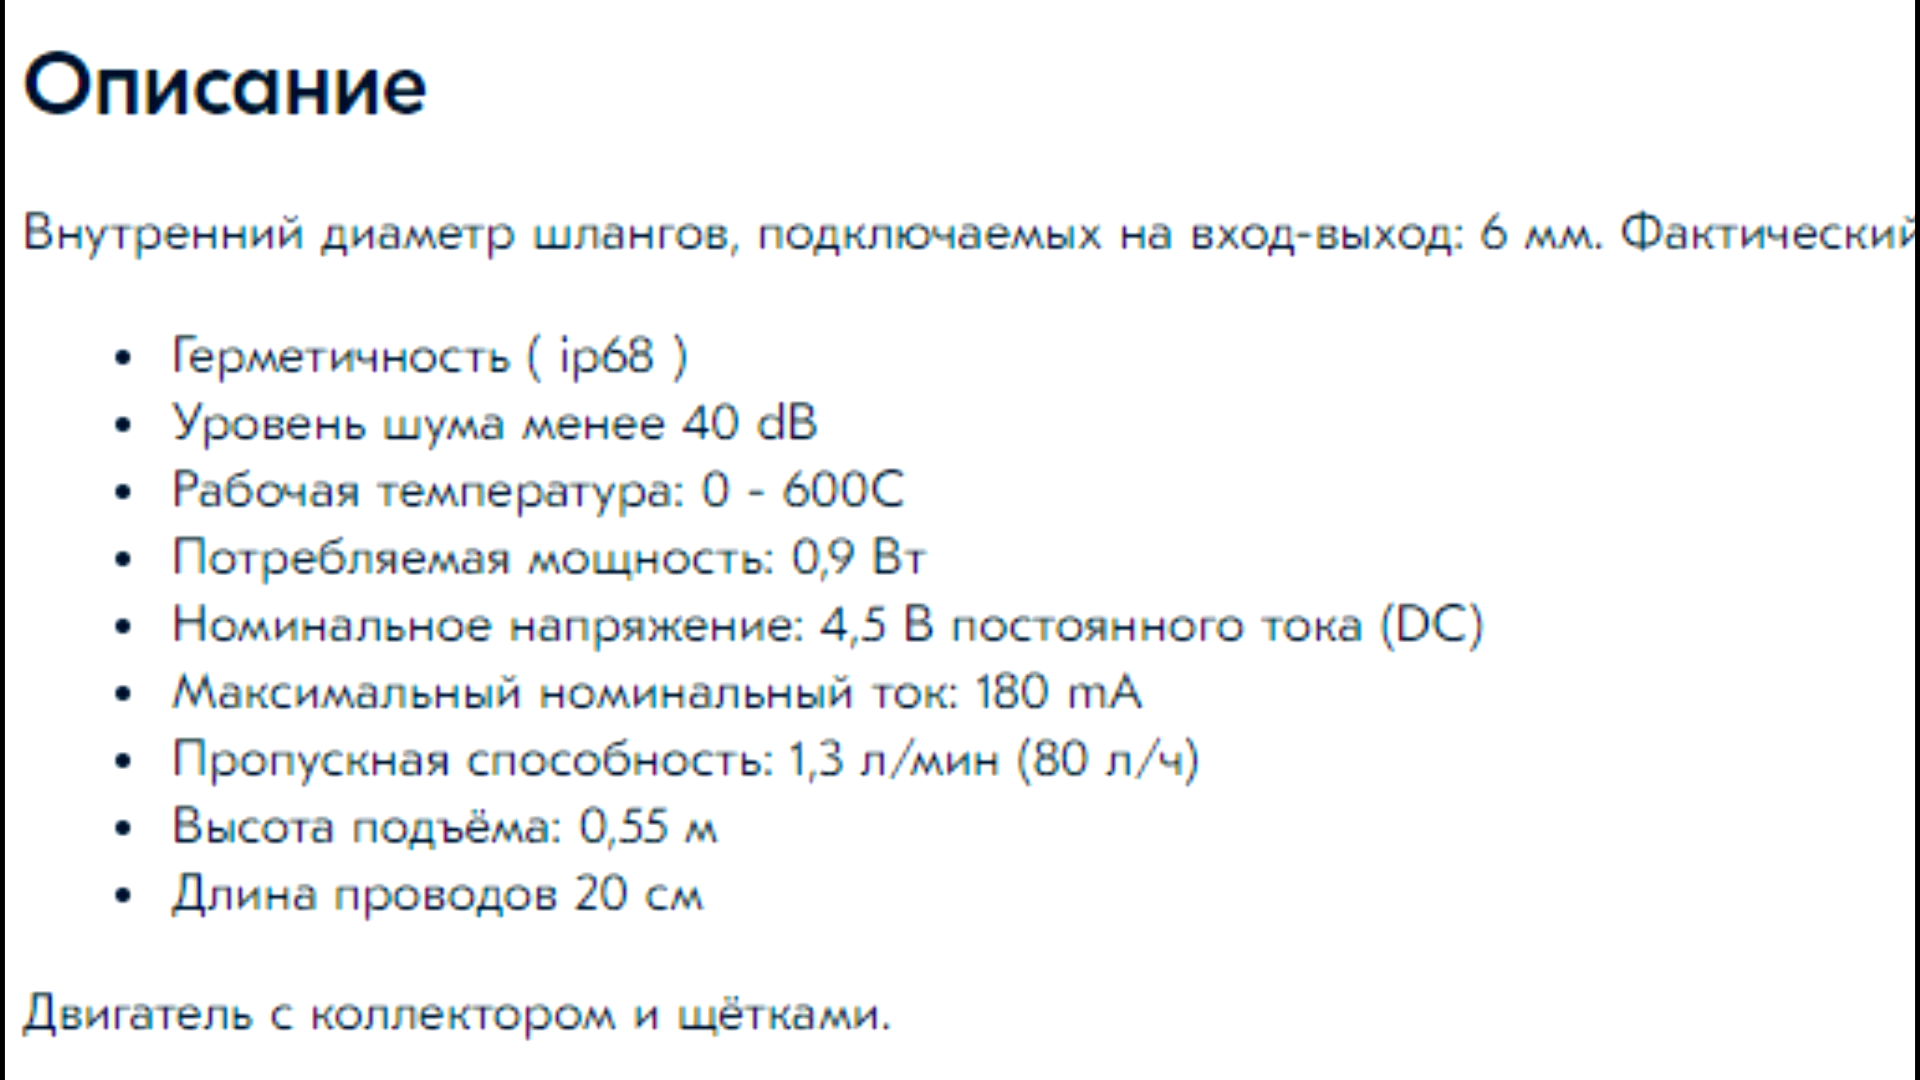 Описание
Внутренний диаметр шлангов, подключаемых на вход-выход: 6 мм. Фактический
• Герметичность ( ip68 )
• Уровень шума менее 40 dB
• Рабочая температура: 0 - 600С
• Потребляемая мощность: 0,9 Вт
• Номинальное напряжение: 4,5 В постоянного тока (DC)
• Максимальный номинальный ток: 180 mA
• Пропускная способность: 1,3 л/мин (80 л/ч)
• Высота подъёма: 0,55 м
• Длина проводов 20 см
Двигатель с коллектором и щётками.